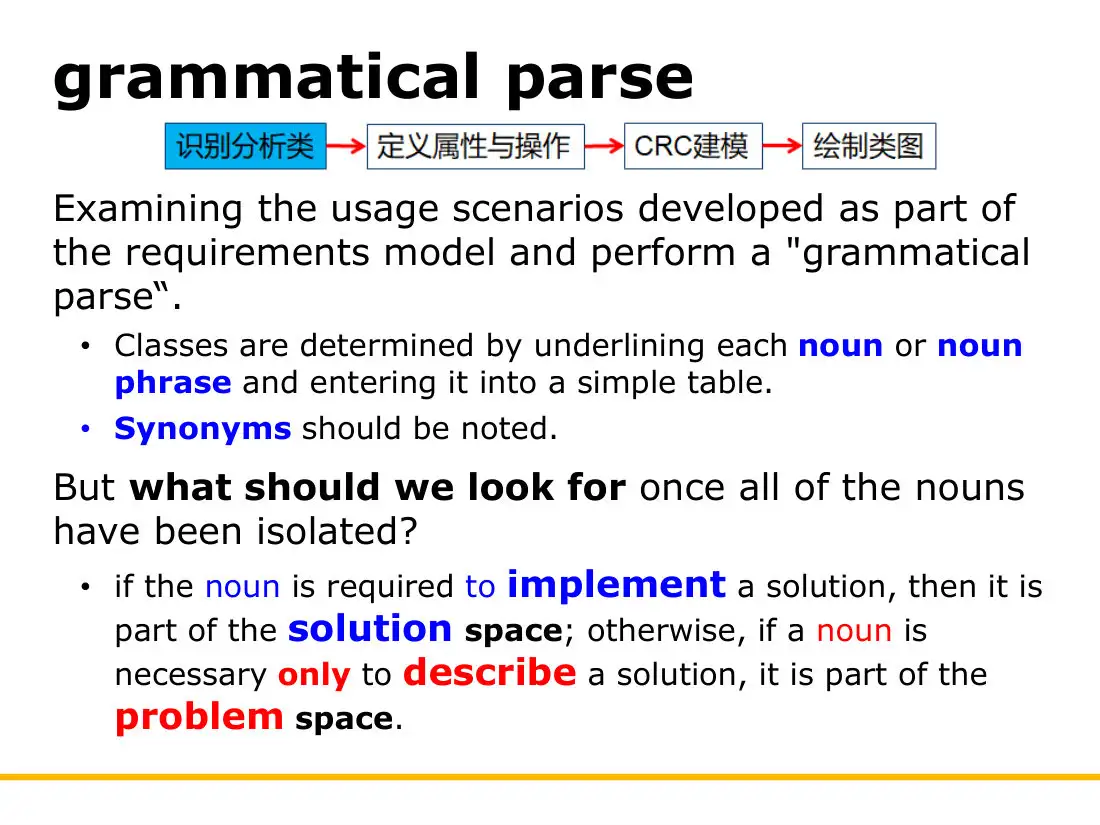 grammatical parse
识别分析类 定义属性与操作 CRC建模 绘制类图
Examining the usage scenarios developed as part of
the requirements model and perform a "grammatical
parse“.
• Classes are determined by underlining each noun or noun
phrase and entering it into a simple table.
• Synonyms should be noted.
But what should we look for once all of the nouns
have been isolated?
• if the noun is required to implement a solution, then it is
part of the solution space; otherwise, if a noun is
necessary only to describe a solution, it is part of the
problem space.